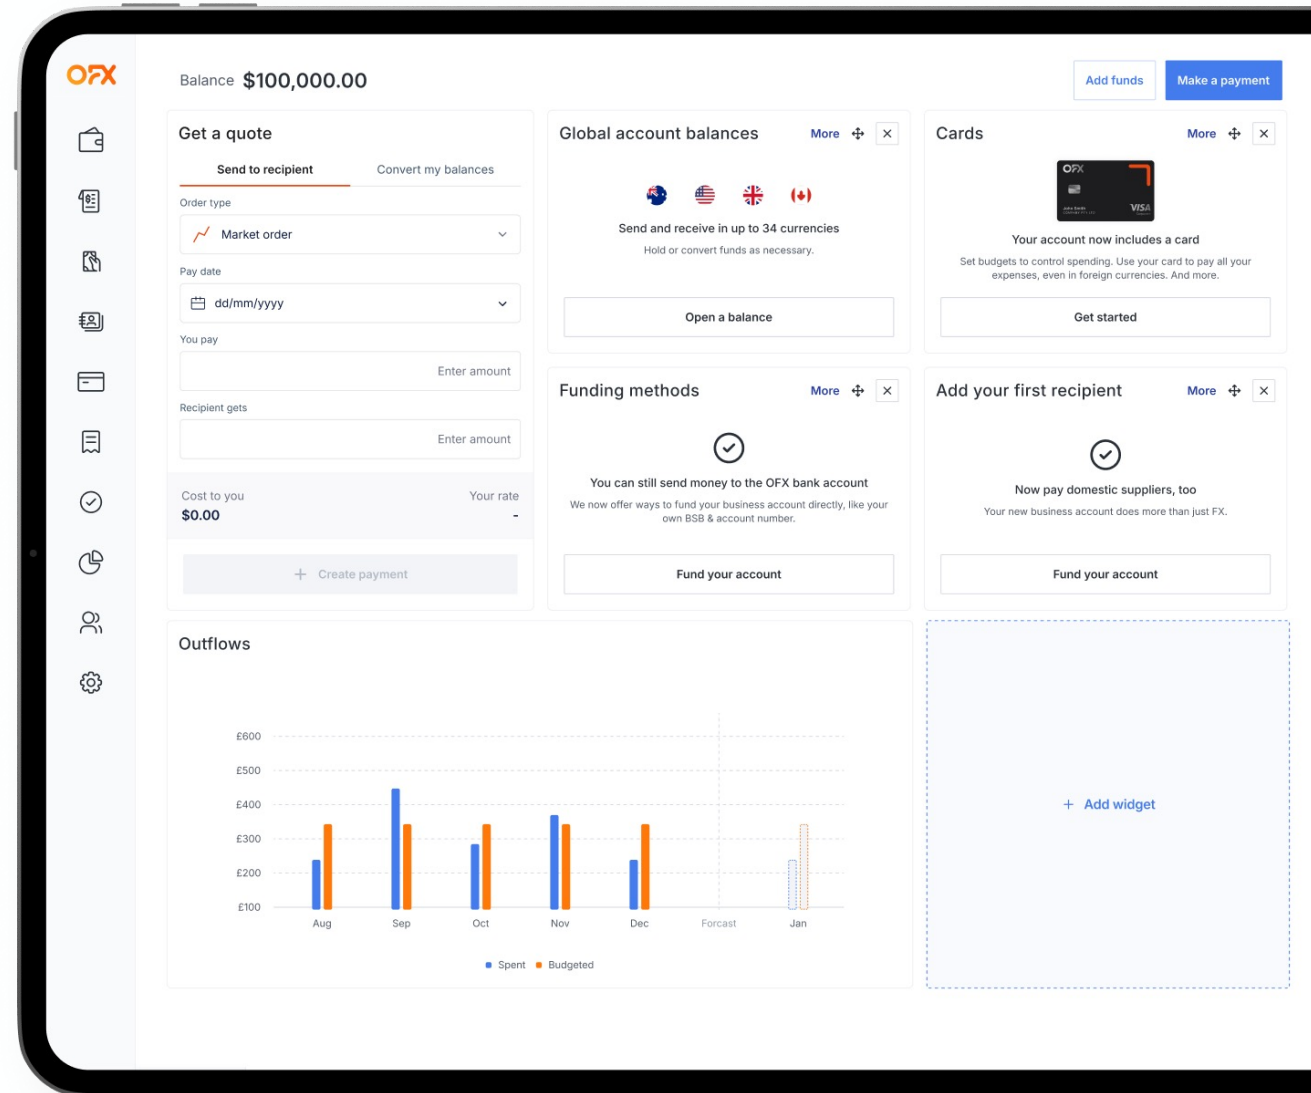 OFX
Balance $100,000.00
Add funds
Make a payment
Get a quote
Send to recipient
Convert my balances
Order type
Market order
Pay date
dd/mm/yyyy
You pay
Enter amount
Recipient gets
Enter amount
Cost to you
Your rate
$0.00
-
+ Create payment
Global account balances
More
Send and receive in up to 34 currencies
Hold or convert funds as necessary.
Open a balance
Cards
More
OFX
VISA
Your account now includes a card
Set budgets to control spending. Use your card to pay all your
expenses, even in foreign currencies. And more.
Get started
Funding methods
More
You can still send money to the OFX bank account
We now offer ways to fund your business account directly, like your
own BSB & account number.
Fund your account
Add your first recipient
More
Now pay domestic suppliers, too
Your new business account does more than just FX.
Fund your account
Outflows
£600
£500
£400
£300
£200
£100
Aug
Sep
Oct
Nov
Dec
Forcast
Jan
Spent
Budgeted
+ Add widget